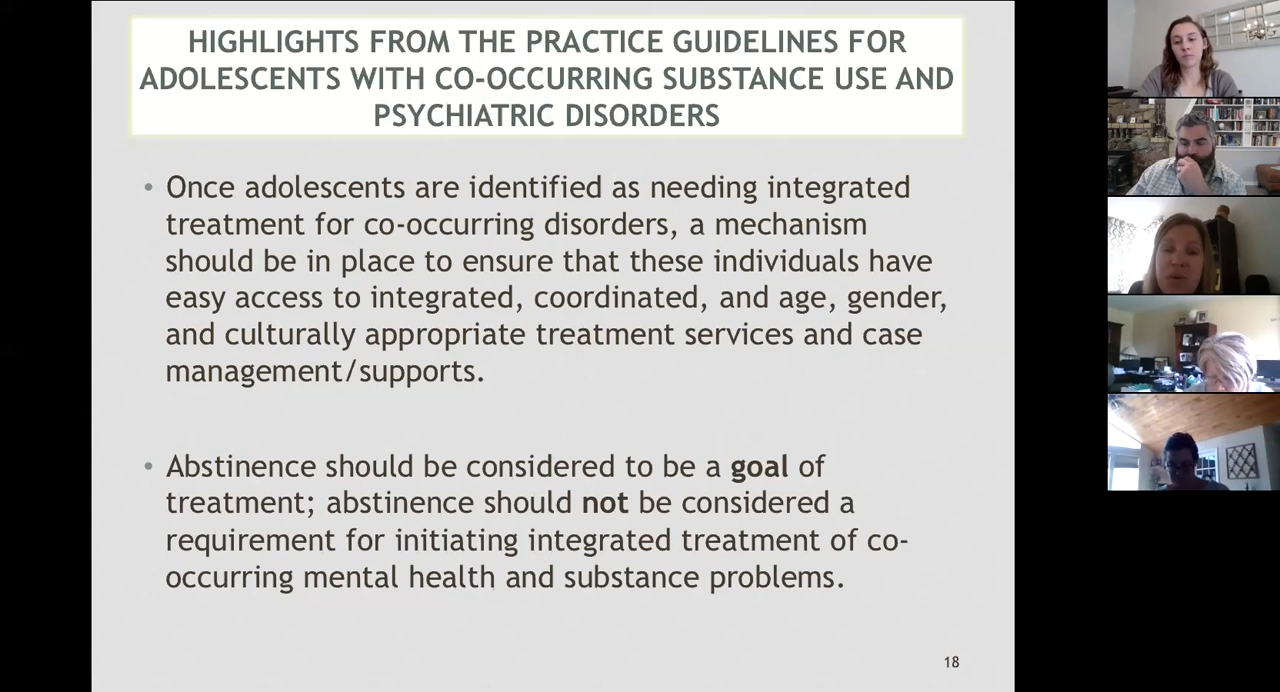 HIGHLIGHTS FROM THE PRACTICE GUIDELINES FOR
ADOLESCENTS WITH CO-OCCURRING SUBSTANCE USE AND
PSYCHIATRIC DISORDERS
• Once adolescents are identified as needing integrated
treatment for co-occurring disorders, a mechanism
should be in place to ensure that these individuals have
easy access to integrated, coordinated, and age, gender,
and culturally appropriate treatment services and case
management/supports.
• Abstinence should be considered to be a goal of
treatment; abstinence should not be considered a
requirement for initiating integrated treatment of co-
occurring mental health and substance problems.
18